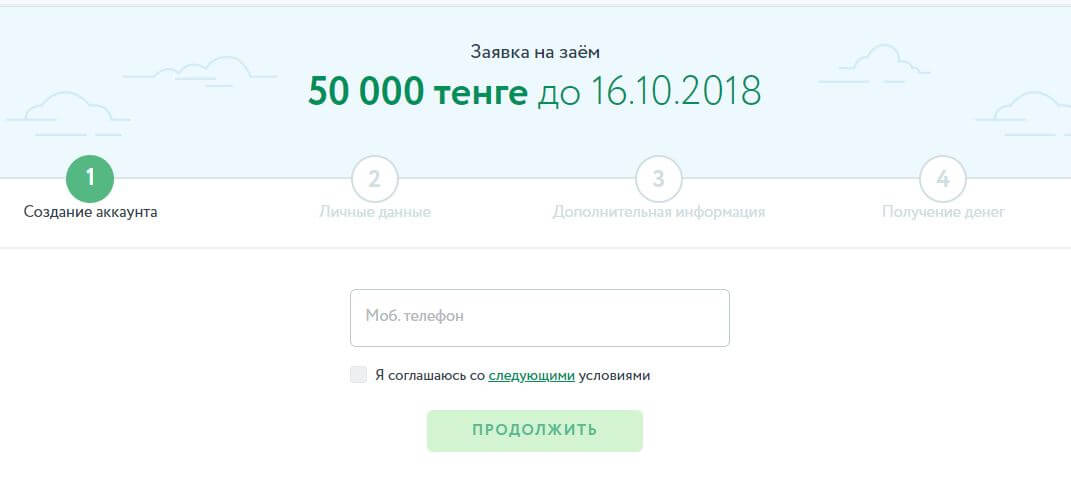 Заявка на заём
50 000 тенге до 16.10.2018
1
2
3
4
Создание аккаунта
Личные данные
Дополнительная информация
Получение денег
Моб. телефон
Я соглашаюсь со следующими условиями
ПРОДОЛЖИТЬ